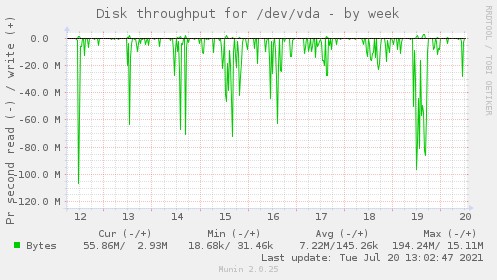 Disk throughput for /dev/vda - by week
RRDTOOL / TOBI OETIKER
Pr second read (-) / write (+)
0.0
-20.0 M
-40.0 M
-60.0 M
-80.0 M
-100.0 M
-120.0 M
12 13 14 15 16 17 18 19 20
Cur (-/+) Min (-/+) Avg (-/+) Max (-/+)
Bytes 55.86M/ 2.93M 18.68k/ 31.46k 7.22M/145.26k 194.24M/ 15.11M
Last update: Tue Jul 20 13:02:47 2021
Munin 2.0.25